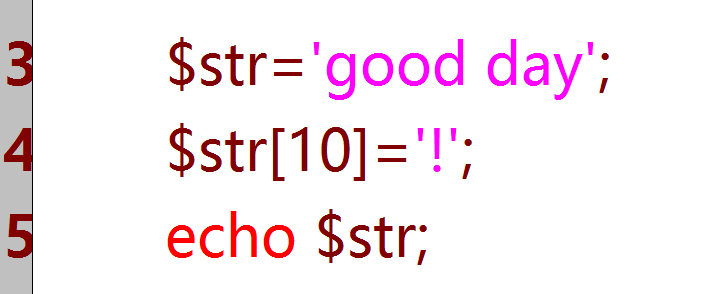 3 $str='good day';
4 $str[10]='!';
5 echo $str;